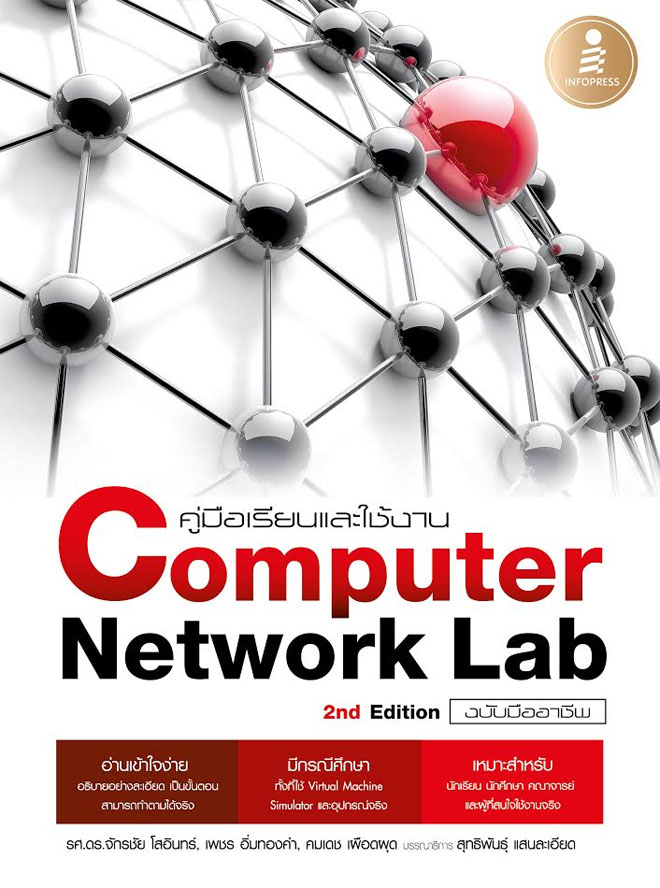 INFOPRESS
คู่มือเรียนและใช้งาน
Computer
Network Lab
2nd Edition ฉบับมืออาชีพ
อ่านเข้าใจง่าย
อธิบายอย่างละเอียด เป็นขั้นตอน
สามารถทำตามได้จริง
มีกรณีศึกษา
ทั้งที่ใช้ Virtual Machine
Simulator และอุปกรณ์จริง
เหมาะสำหรับ
นักเรียน นักศึกษา คณาจารย์
และผู้ที่สนใจใช้งานจริง
รศ.ดร.จักรชัย โสอินทร์, เพชร อิ่มทองคำ, คมเดช เผือดผุด บรรณาธิการ สุทธิพันธุ์ แสนละเอียด